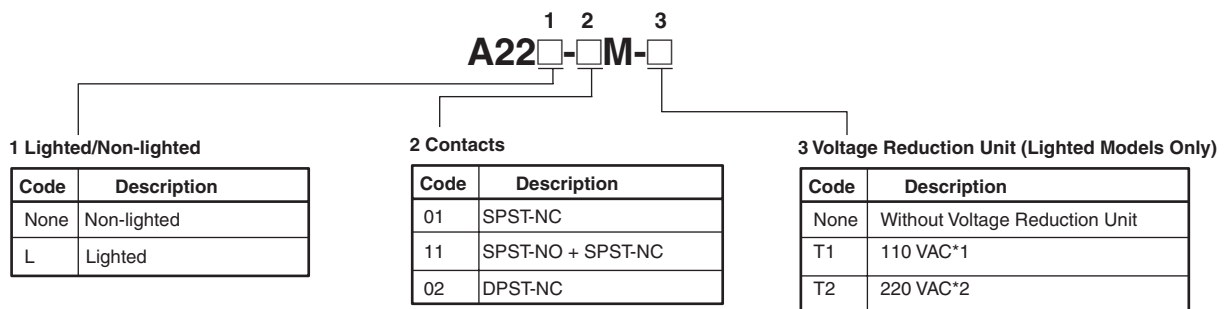 1 2 3
A22□-□M-□
1 Lighted/Non-lighted
Code Description
None Non-lighted
L Lighted
2 Contacts
Code Description
01 SPST-NC
11 SPST-NO + SPST-NC
02 DPST-NC
3 Voltage Reduction Unit (Lighted Models Only)
Code Description
None Without Voltage Reduction Unit
T1 110 VAC*1
T2 220 VAC*2